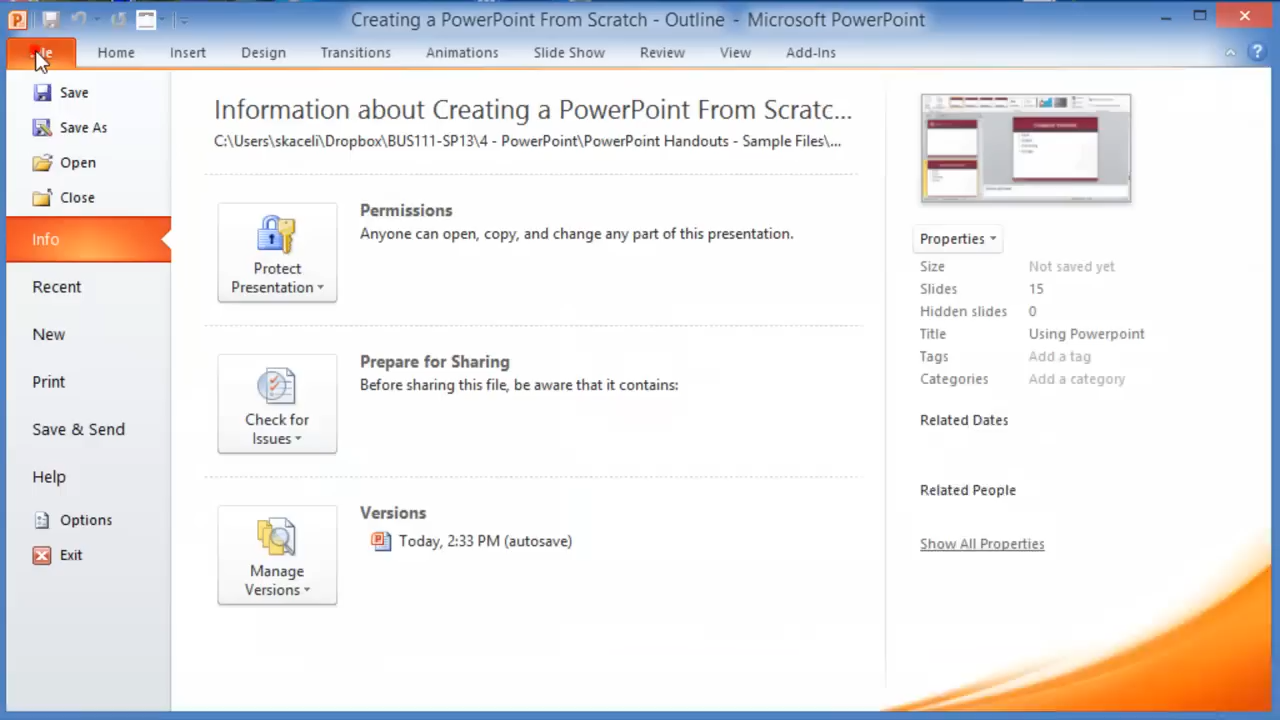 Creating a PowerPoint From Scratch - Outline - Microsoft PowerPoint
Home Insert Design Transitions Animations Slide Show Review View Add-Ins
Save
Save As
Open
Close
Info
Recent
New
Print
Save & Send
Help
Options
Exit
Information about Creating a PowerPoint From Scratc...
C:\Users\skaceli\Dropbox\BUS111-SP13\4 - PowerPoint\PowerPoint Handouts - Sample Files\...
Protect
Presentation
Permissions
Anyone can open, copy, and change any part of this presentation.
Check for
Issues
Prepare for Sharing
Before sharing this file, be aware that it contains:
Manage
Versions
Versions
Today, 2:33 PM (autosave)
Properties
Size Not saved yet
Slides 15
Hidden slides 0
Title Using Powerpoint
Tags Add a tag
Categories Add a category
Related Dates
Related People
Show All Properties